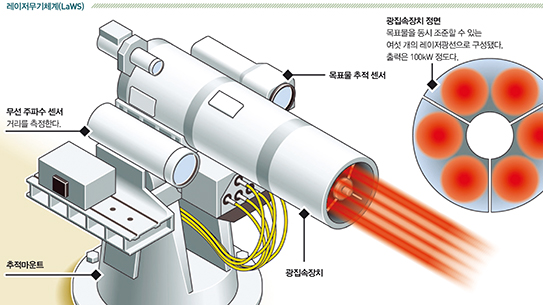 레이저무기체계(LaWS)
광집속장치 정면
목표물을 동시 조준할 수 있는
여섯 개의 레이저광선으로 구성됐다.
출력은 100kW 정도다.
목표물 추적 센서
무선 주파수 센서
거리를 측정한다.
추적마운트
광집속장치